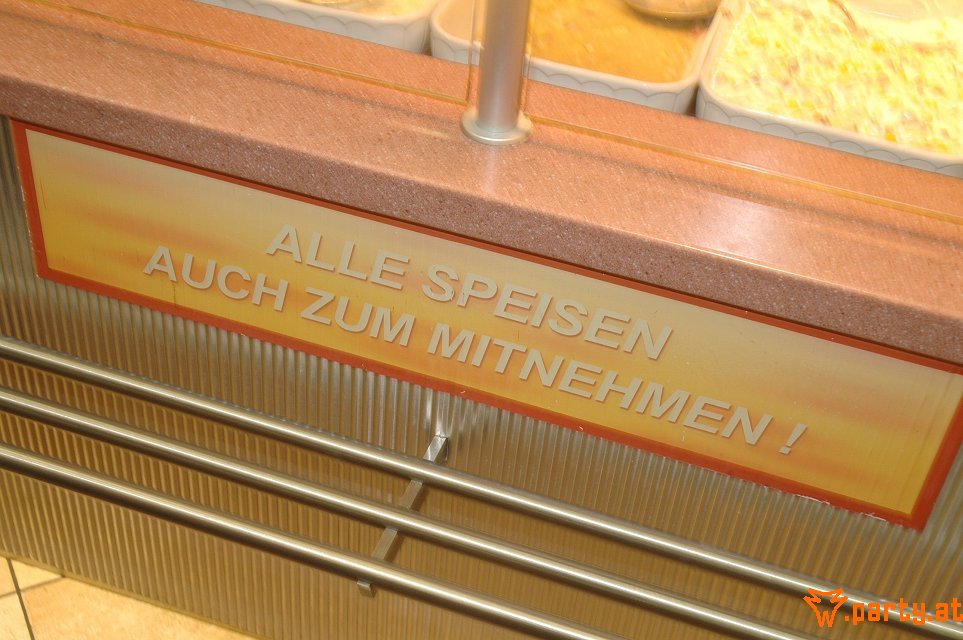 ALLE SPEISEN
AUCH ZUM MITNEHMEN !
w.party.at